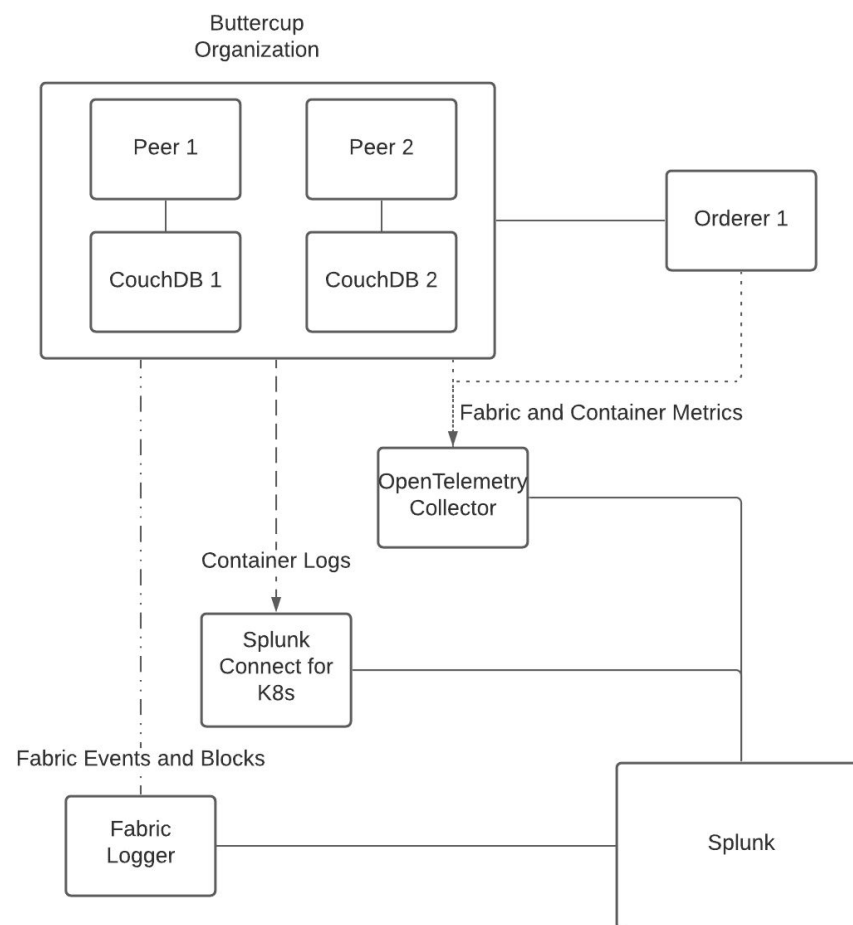 Buttercup
Organization
Peer 1
Peer 2
Orderer 1
CouchDB 1
CouchDB 2
Fabric and Container Metrics
OpenTelemetry
Collector
Container Logs
Splunk
Connect for
K8s
Fabric Events and Blocks
Fabric
Logger
Splunk